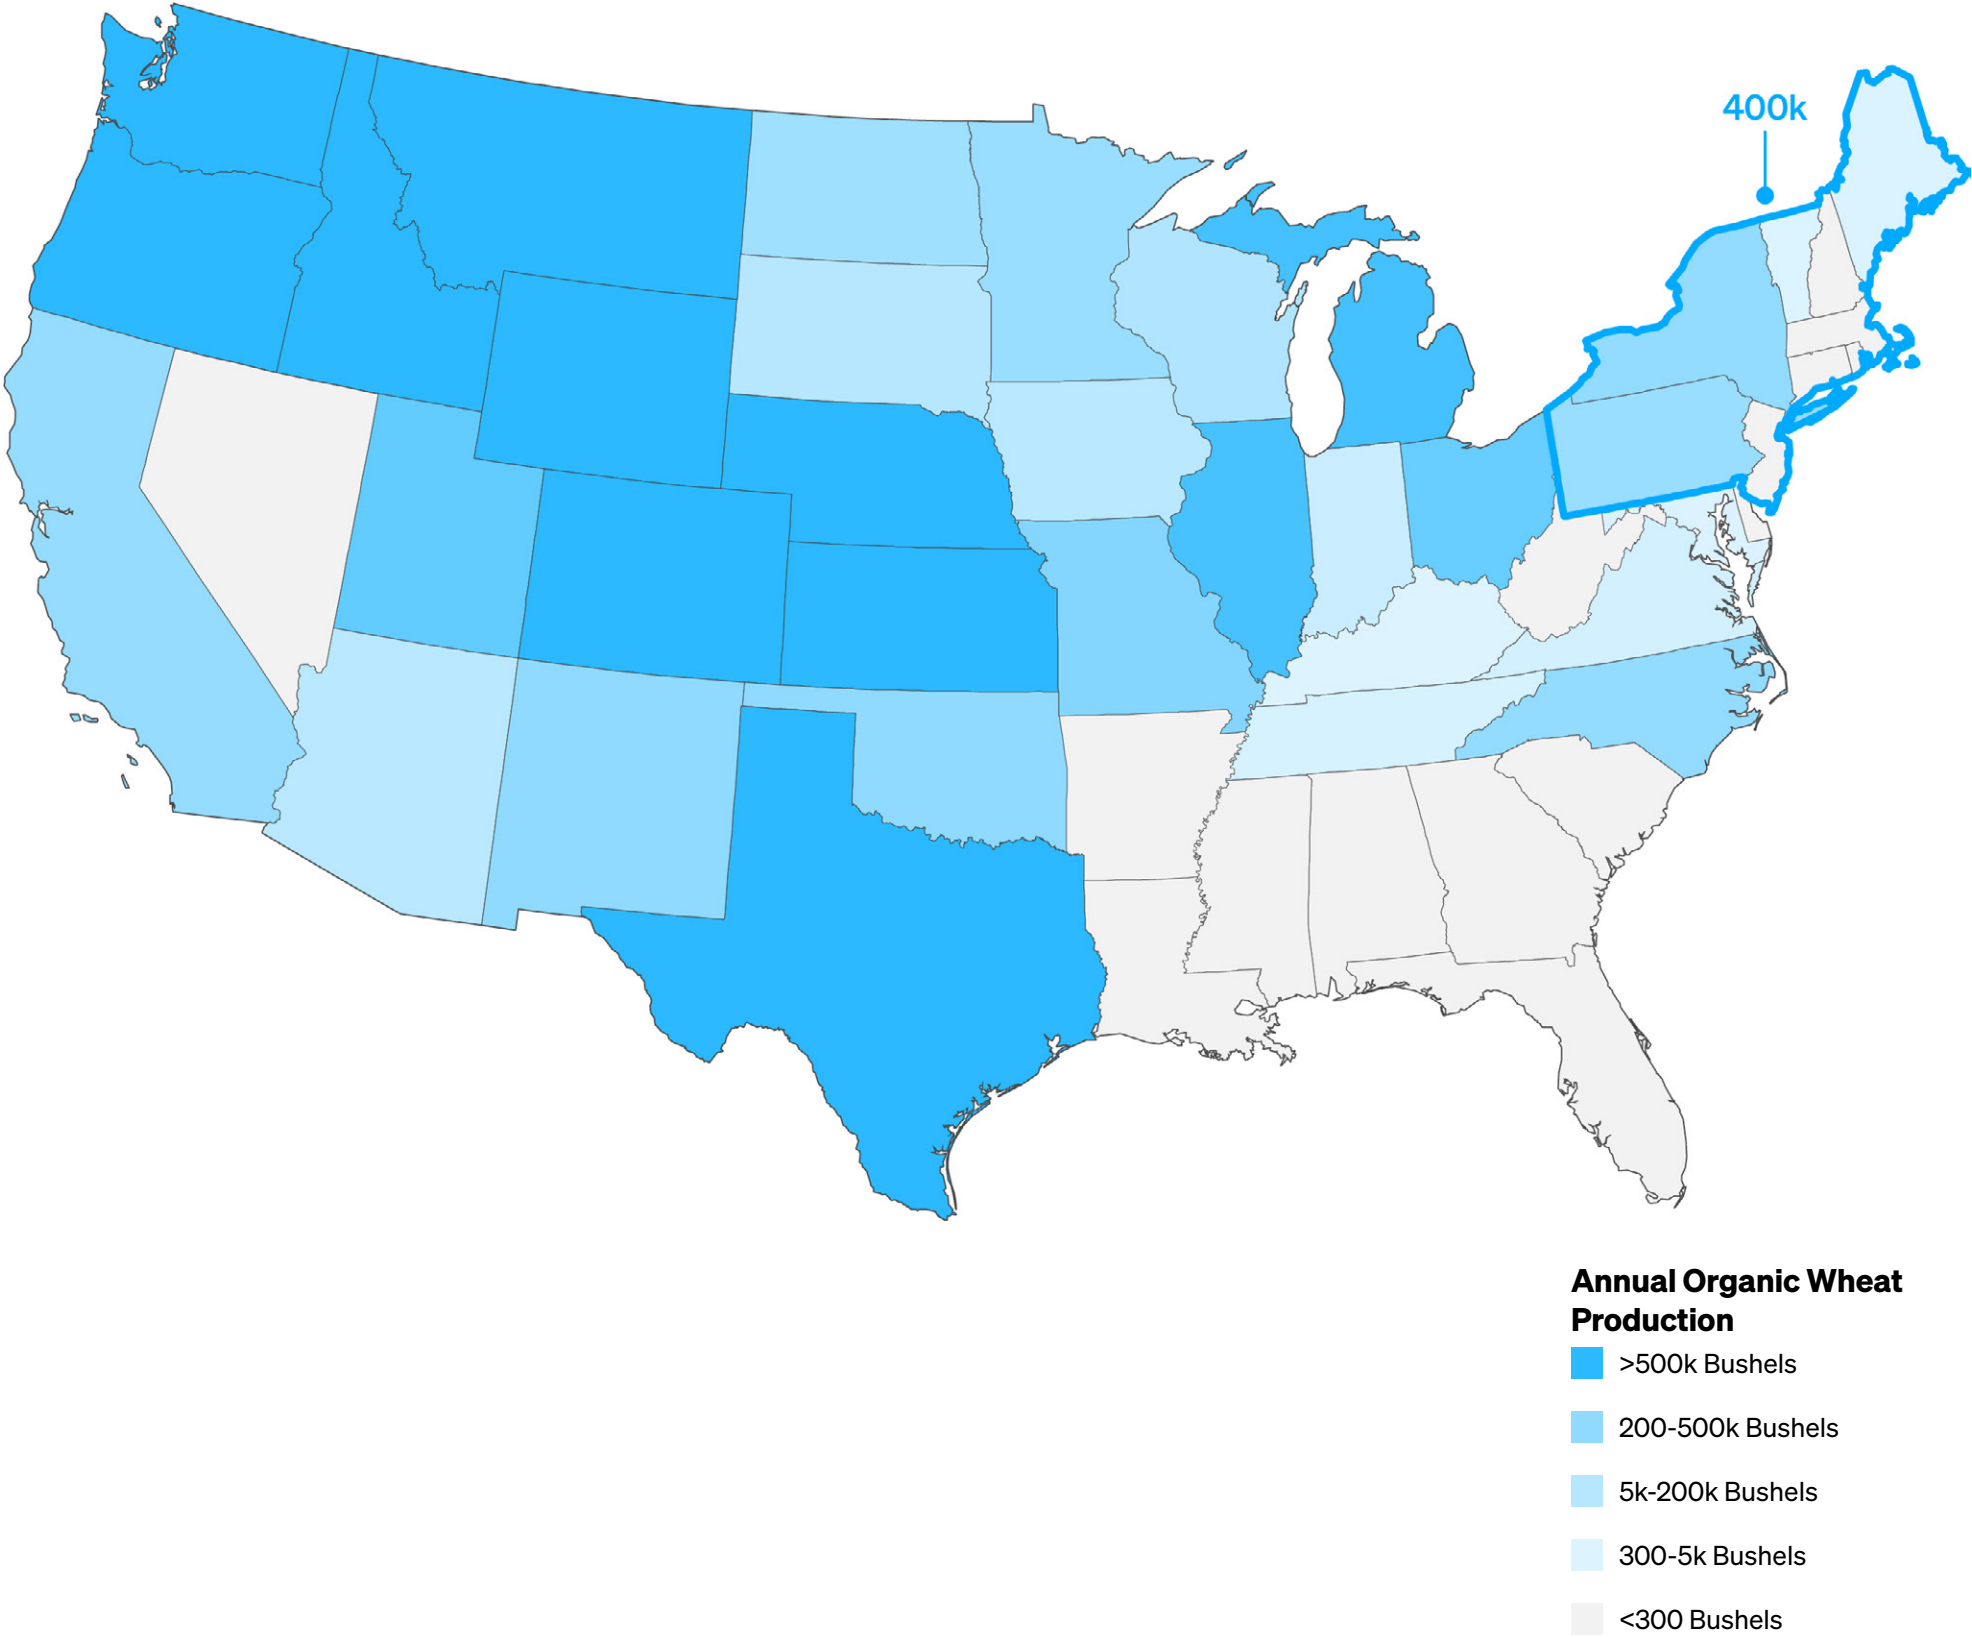 400k
Annual Organic Wheat
Production
>500k Bushels
200-500k Bushels
5k-200k Bushels
300-5k Bushels
<300 Bushels